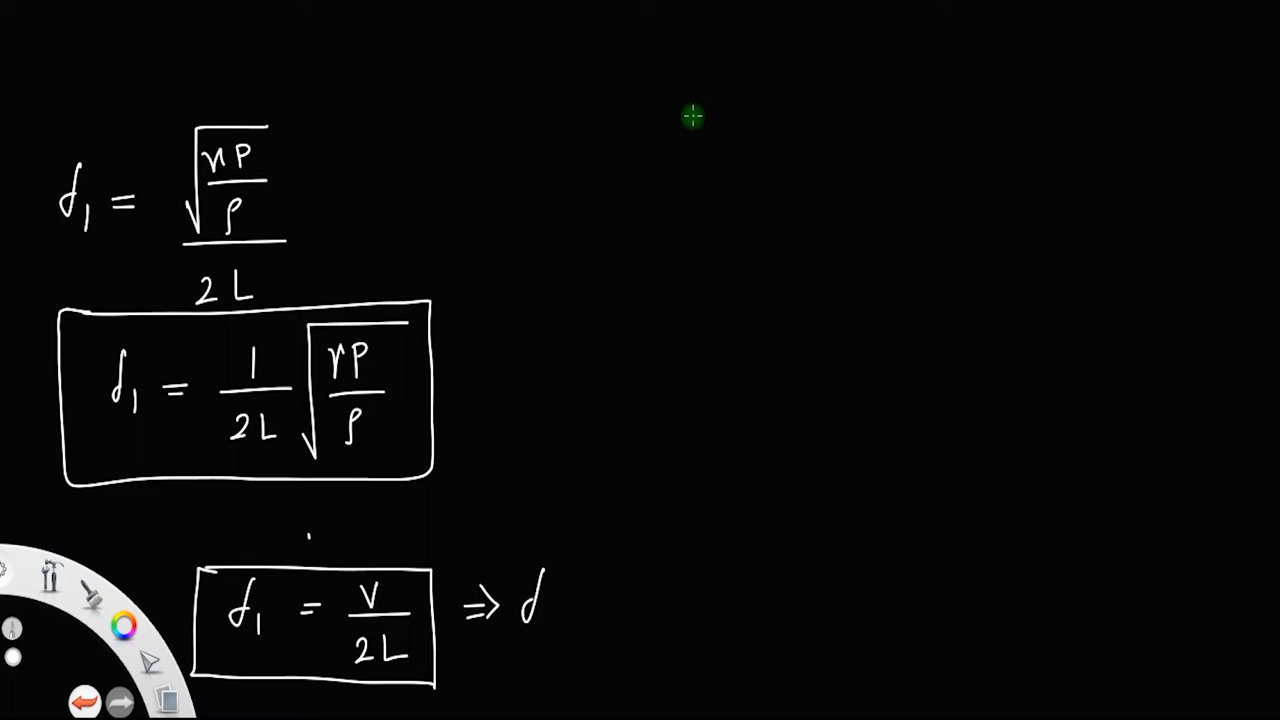 f₁ = √(γP/ρ) / 2L
f₁ = 1/2L √(γP/ρ)
f₁ = V/2L ⇒ f